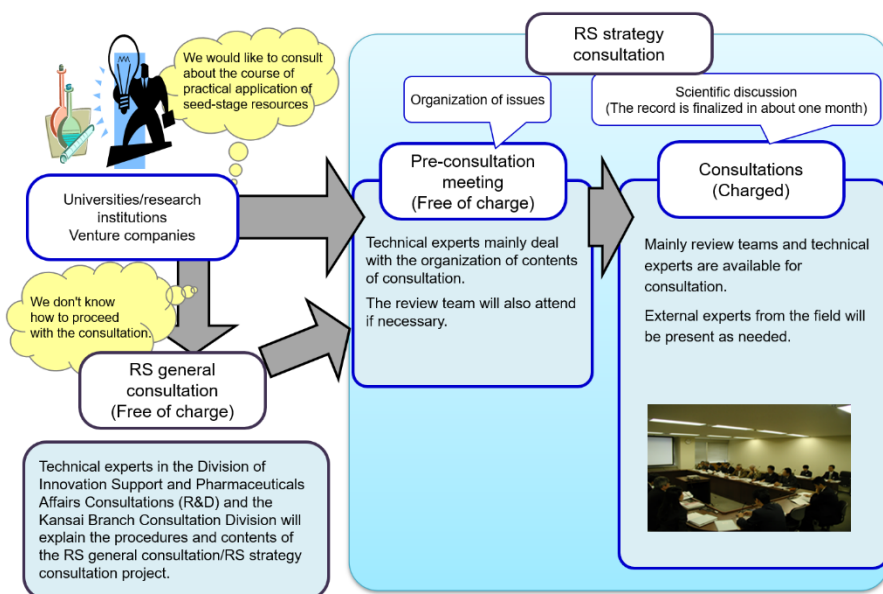 RS strategy
consultation
We would like to consult
about the course of
practical application of
seed-stage resources
Organization of issues
Scientific discussion
(The record is finalized in about one month)
Universities/research
institutions
Venture companies
Pre-consultation
meeting
(Free of charge)
Consultations
(Charged)
Technical experts mainly deal
with the organization of contents
of consultation.
The review team will also attend
if necessary.
Mainly review teams and technical
experts are available for
consultation.
External experts from the field will
be present as needed.
We don't know
how to proceed
with the consultation.
RS general
consultation
(Free of charge)
Technical experts in the Division of
Innovation Support and Pharmaceuticals
Affairs Consultations (R&D) and the
Kansai Branch Consultation Division will
explain the procedures and contents of
the RS general consultation/RS strategy
consultation project.